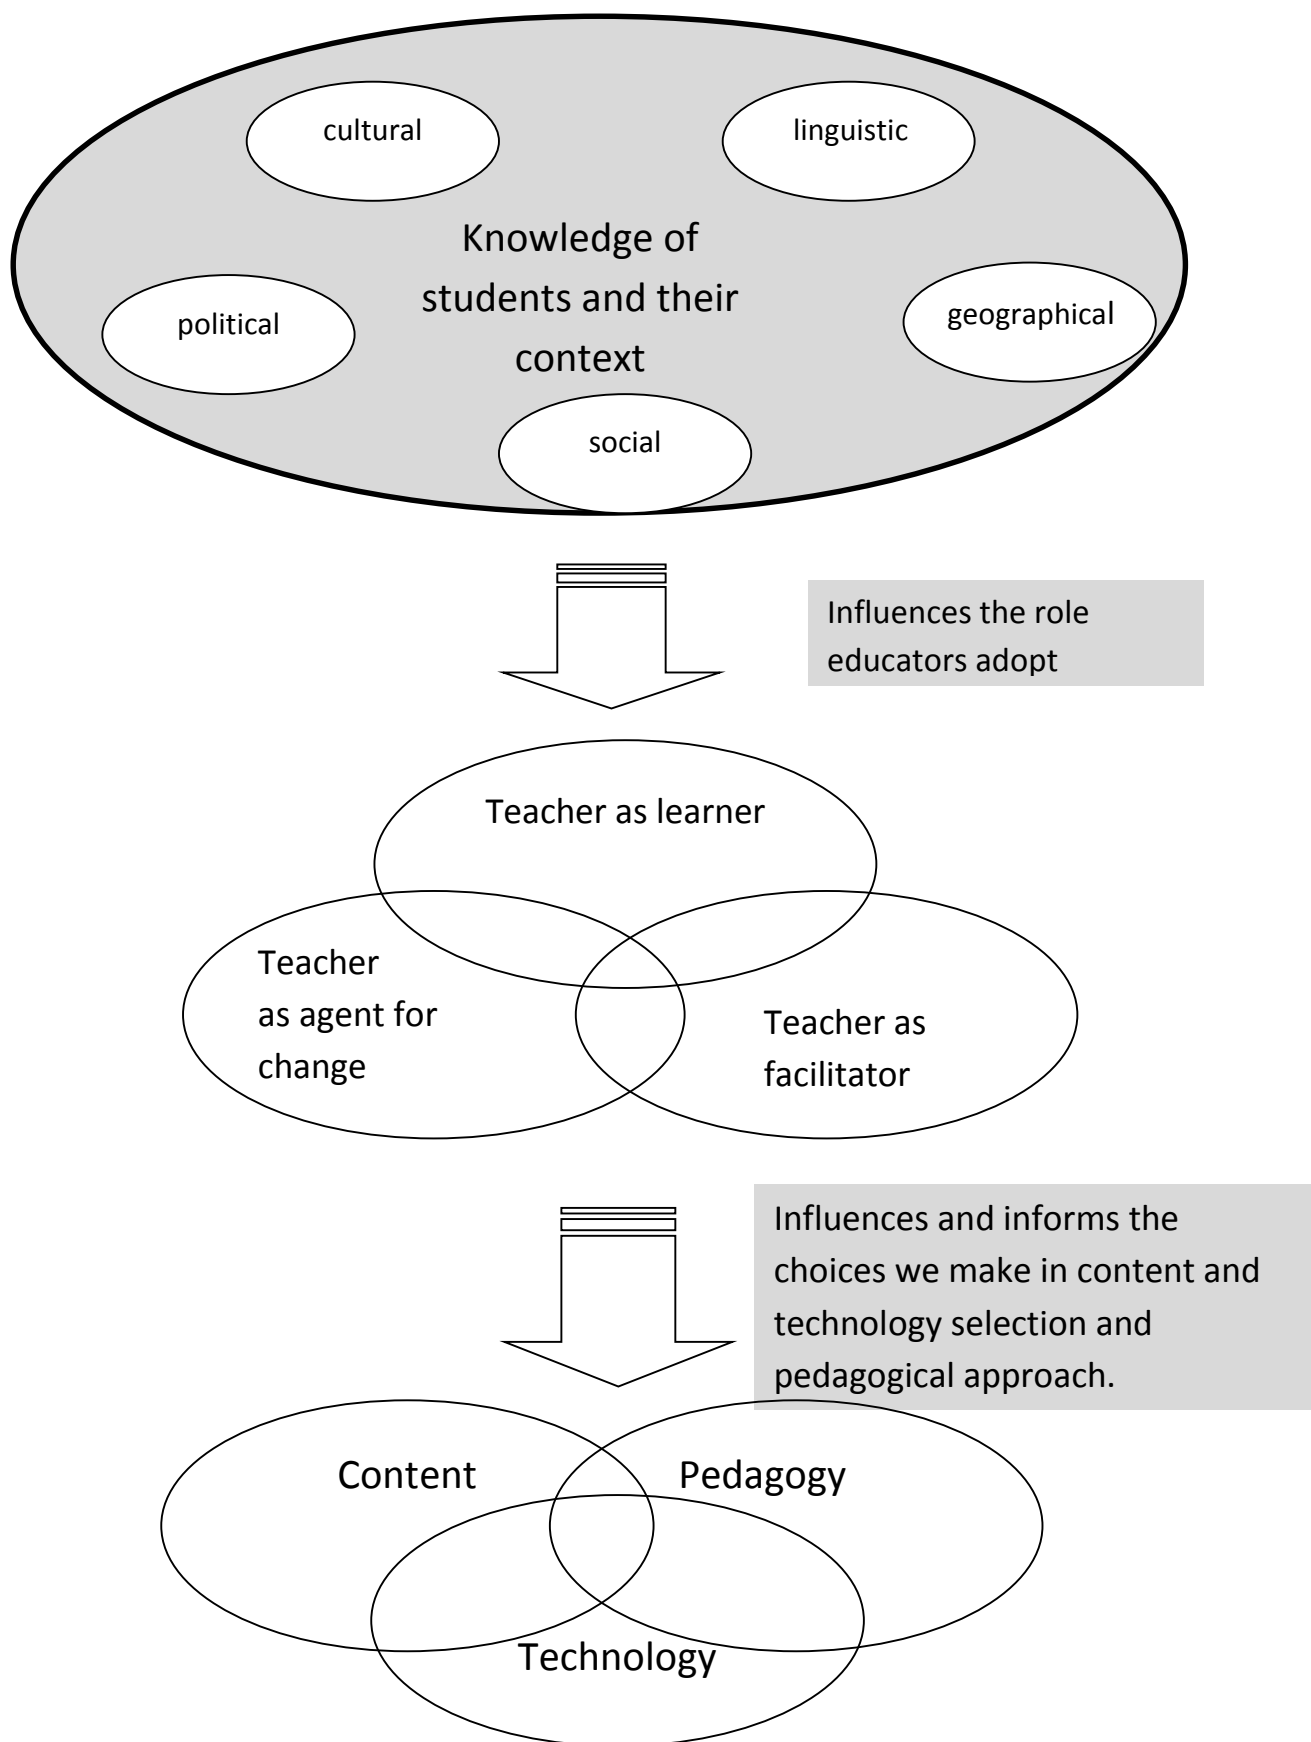 cultural
linguistic
Knowledge of
students and their
context
political
geographical
social
Influences the role
educators adopt
Teacher as learner
Teacher
as agent for
change
Teacher as
facilitator
Influences and informs the
choices we make in content and
technology selection and
pedagogical approach.
Content
Pedagogy
Technology